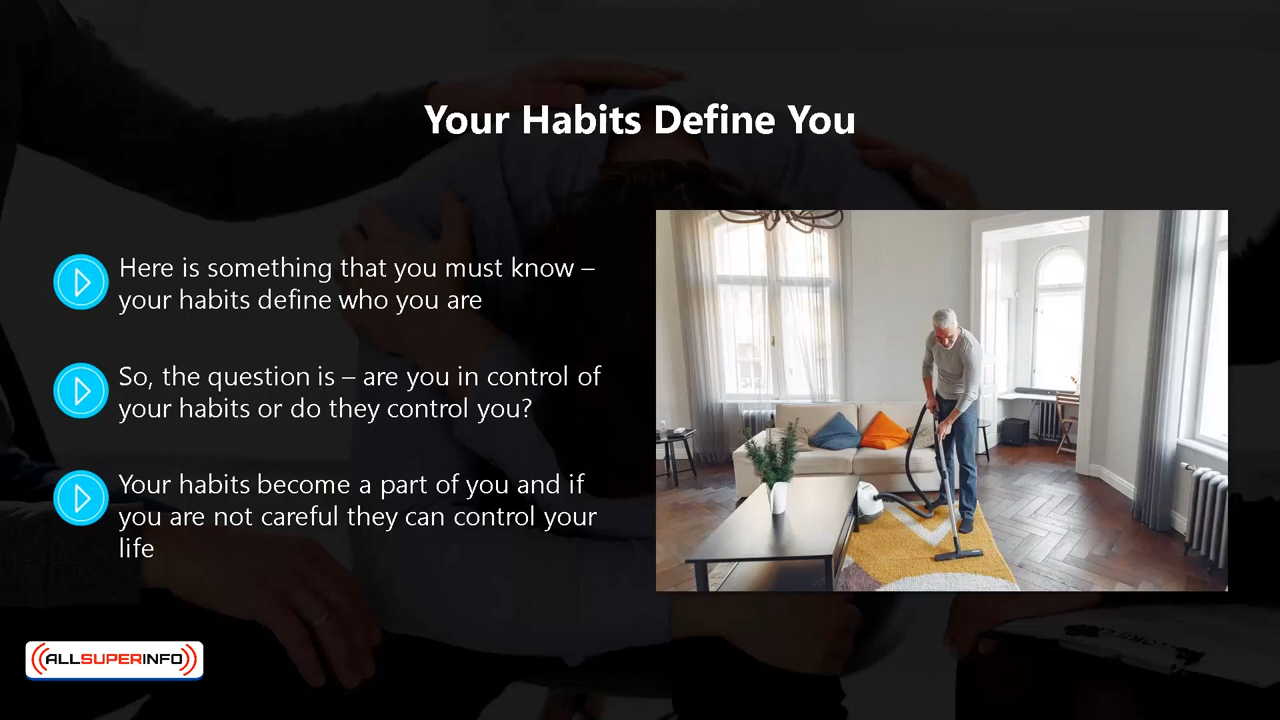 Your Habits Define You
Here is something that you must know –
your habits define who you are
So, the question is – are you in control of
your habits or do they control you?
Your habits become a part of you and if
you are not careful they can control your
life
ALLSUPERINFO